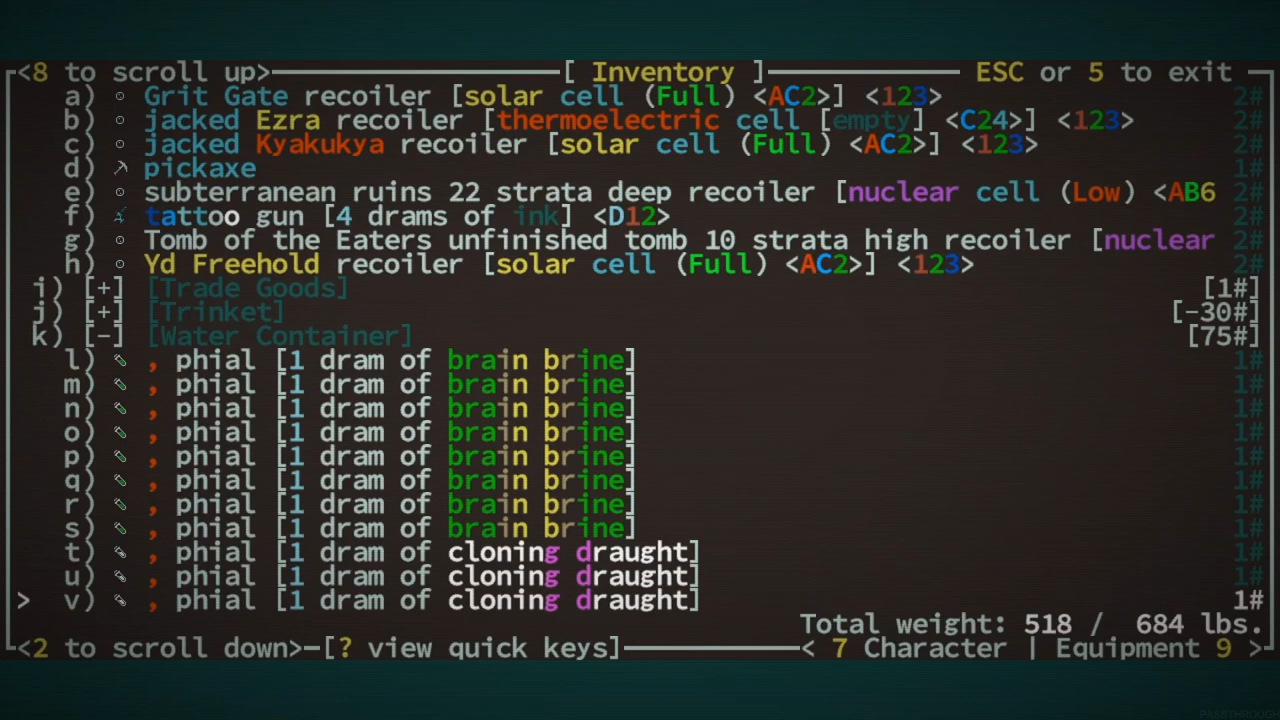 <8 to scroll up> [ Inventory ] ESC or 5 to exit
a) Grit Gate recoiler [solar cell (Full) <AC2>] <123> 2#
b) jacked Ezra recoiler [thermoelectric cell [empty] <C24>] <123> 2#
c) jacked Kyakukya recoiler [solar cell (Full) <AC2>] <123> 2#
d) pickaxe 1#
e) subterranean ruins 22 strata deep recoiler [nuclear cell (Low) <AB6 2#
f) tattoo gun [4 drams of ink] <D12> 2#
g) Tomb of the Eaters unfinished tomb 10 strata high recoiler [nuclear 2#
h) Yd Freehold recoiler [solar cell (Full) <AC2>] <123> 2#
i) [+] [Trade Goods] [1#]
j) [+] [Trinket] [-30#]
k) [-] [Water Container] [75#]
l) , phial [1 dram of brain brine] 1#
m) , phial [1 dram of brain brine] 1#
n) , phial [1 dram of brain brine] 1#
o) , phial [1 dram of brain brine] 1#
p) , phial [1 dram of brain brine] 1#
q) , phial [1 dram of brain brine] 1#
r) , phial [1 dram of brain brine] 1#
s) , phial [1 dram of brain brine] 1#
t) , phial [1 dram of cloning draught] 1#
u) , phial [1 dram of cloning draught] 1#
> v) , phial [1 dram of cloning draught] 1#
Total weight: 518 / 684 lbs.
<2 to scroll down> [? view quick keys] < 7 Character | Equipment 9 >